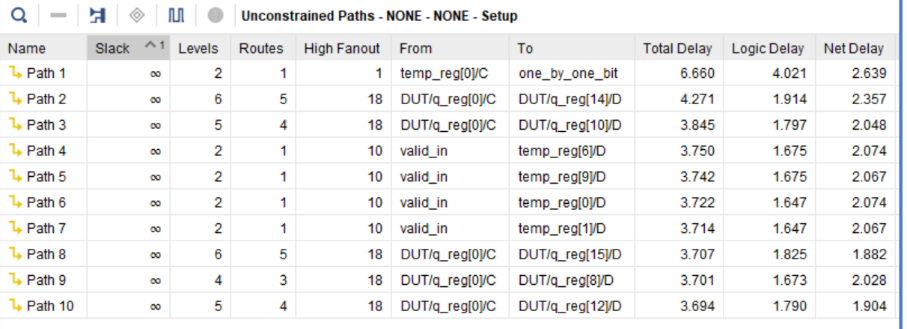 Unconstrained Paths - NONE - NONE - Setup
Name Slack ^1 Levels Routes High Fanout From To Total Delay Logic Delay Net Delay
Path 1 ∞ 2 1 1 temp_reg[0]/C one_by_one_bit 6.660 4.021 2.639
Path 2 ∞ 6 5 18 DUT/q_reg[0]/C DUT/q_reg[14]/D 4.271 1.914 2.357
Path 3 ∞ 5 4 18 DUT/q_reg[0]/C DUT/q_reg[10]/D 3.845 1.797 2.048
Path 4 ∞ 2 1 10 valid_in temp_reg[6]/D 3.750 1.675 2.074
Path 5 ∞ 2 1 10 valid_in temp_reg[9]/D 3.742 1.675 2.067
Path 6 ∞ 2 1 10 valid_in temp_reg[0]/D 3.722 1.647 2.074
Path 7 ∞ 2 1 10 valid_in temp_reg[1]/D 3.714 1.647 2.067
Path 8 ∞ 6 5 18 DUT/q_reg[0]/C DUT/q_reg[15]/D 3.707 1.825 1.882
Path 9 ∞ 4 3 18 DUT/q_reg[0]/C DUT/q_reg[8]/D 3.701 1.673 2.028
Path 10 ∞ 5 4 18 DUT/q_reg[0]/C DUT/q_reg[12]/D 3.694 1.790 1.904